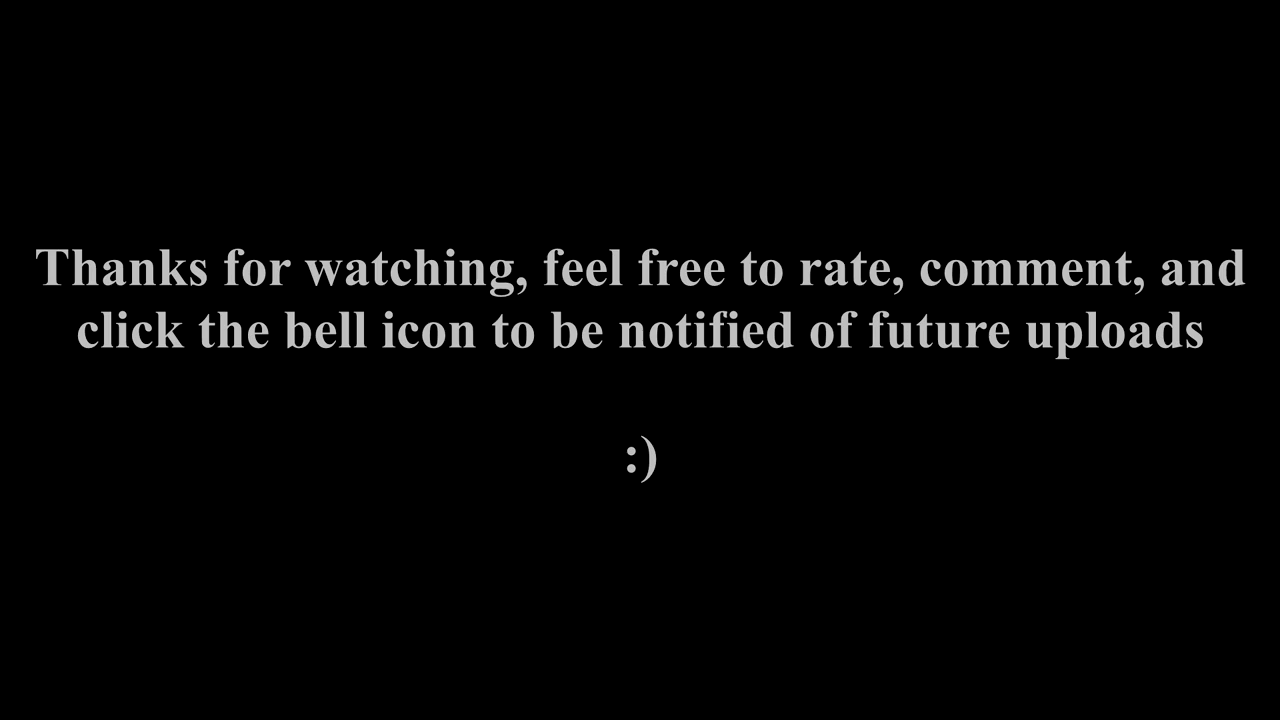 Thanks for watching, feel free to rate, comment, and
click the bell icon to be notified of future uploads
:)